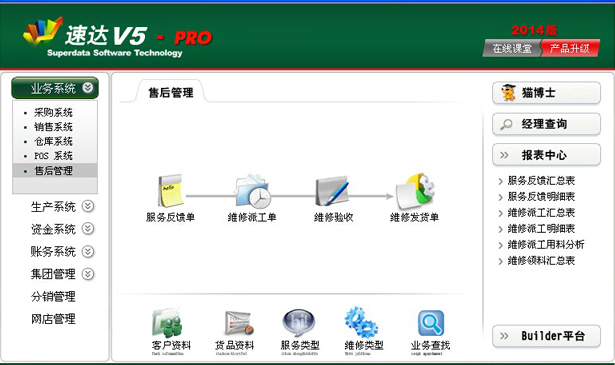 速达 V5 - PRO
Superdata Software Technology
2014版
在线课堂 产品升级
业务系统
采购系统
销售系统
仓库系统
POS 系统
售后管理
生产系统
资金系统
账务系统
集团管理
分销管理
网店管理
售后管理
服务反馈单
维修派工单
维修验收
维修发货单
客户资料
货品资料
服务类型
维修类型
业务查找
猫博士
经理查询
报表中心
服务反馈汇总表
服务反馈明细表
维修派工汇总表
维修派工明细表
维修派工用料分析
维修领料汇总表
Builder平台